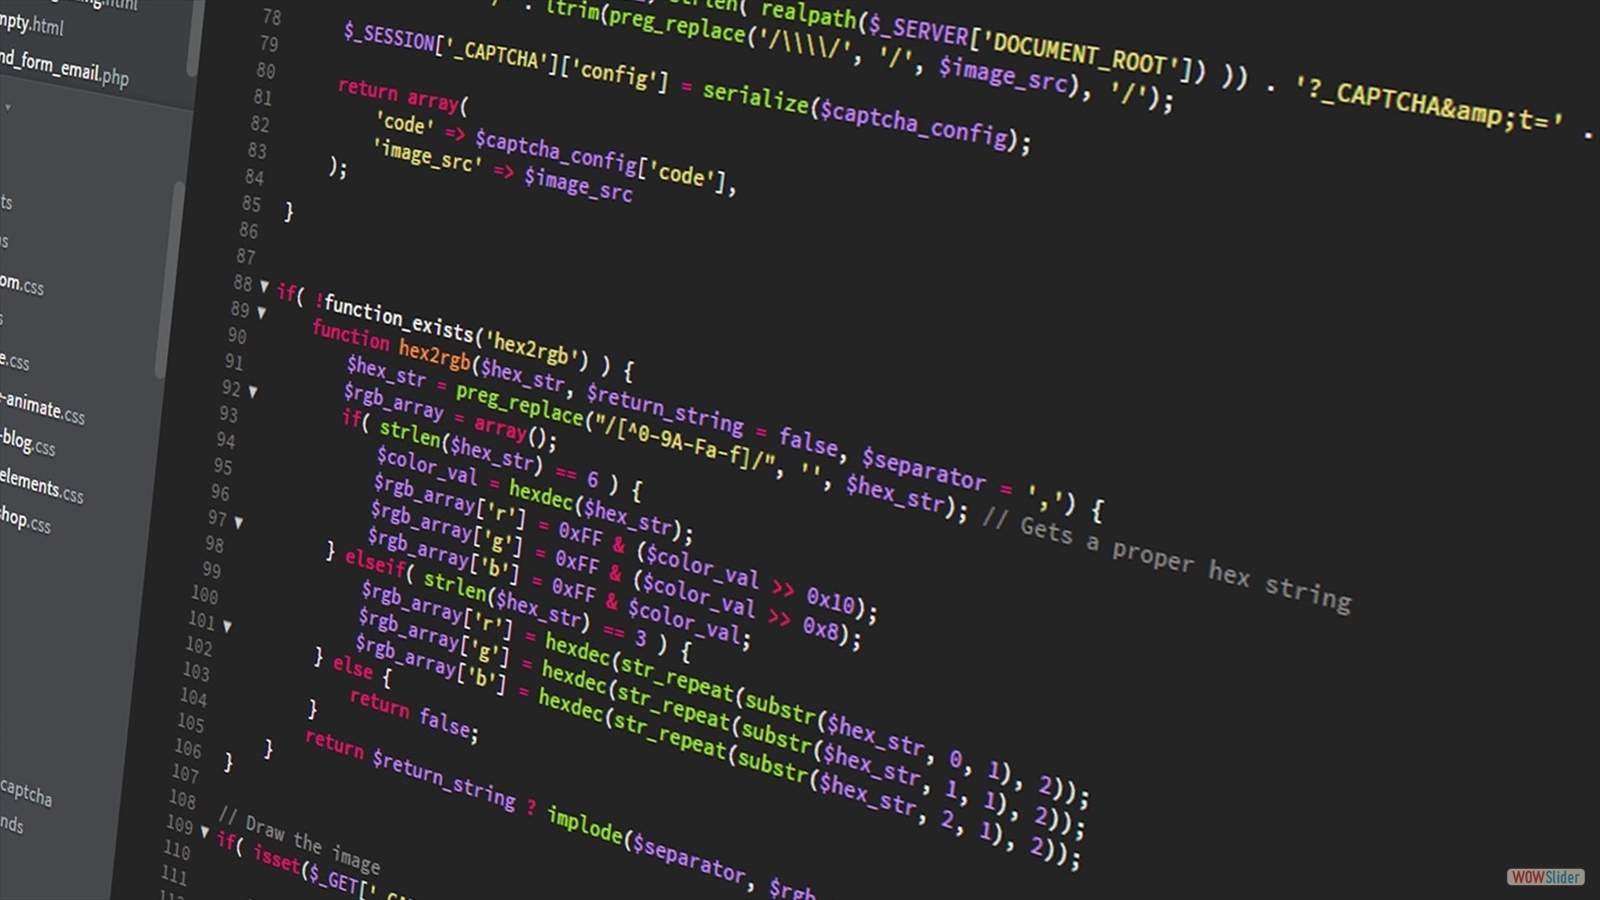 mpty.html
nd_form_email.php
ts
om.css
e.css
-animate.css
-blog.css
elements.css
hop.css
captcha
nds
78
79
80
81
82
83
84
85
86
87
88
89
90
91
92
93
94
95
96
97
98
99
100
101
102
103
104
105
106
107
108
109
110
111
realpath($_SERVER['DOCUMENT_ROOT']) )) . '?_CAPTCHA&amp;t=' .
ltrim(preg_replace('/\\\\/', '/', $image_src), '/');
$_SESSION['_CAPTCHA']['config'] = serialize($captcha_config);
return array(
'code' => $captcha_config['code'],
'image_src' => $image_src
);
}
if( !function_exists('hex2rgb') ) {
function hex2rgb($hex_str, $return_string = false, $separator = ',') {
$hex_str = preg_replace("/[^0-9A-Fa-f]/", '', $hex_str); // Gets a proper hex string
$rgb_array = array();
if( strlen($hex_str) == 6 ) {
$color_val = hexdec($hex_str);
$rgb_array['r'] = 0xFF & ($color_val >> 0x10);
$rgb_array['g'] = 0xFF & ($color_val >> 0x8);
$rgb_array['b'] = 0xFF & $color_val;
} elseif( strlen($hex_str) == 3 ) {
$rgb_array['r'] = hexdec(str_repeat(substr($hex_str, 0, 1), 2));
$rgb_array['g'] = hexdec(str_repeat(substr($hex_str, 1, 1), 2));
$rgb_array['b'] = hexdec(str_repeat(substr($hex_str, 2, 1), 2));
} else {
return false;
}
return $return_string ? implode($separator, $rgb
}
}
// Draw the image
if( isset($_GET['
WOWSlider